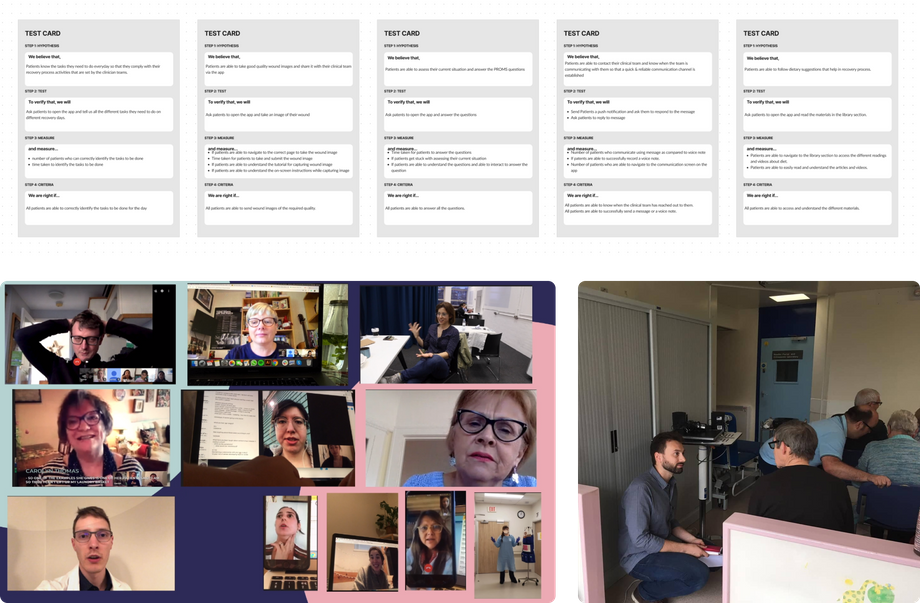 TEST CARD
STEP 1: HYPOTHESIS
We believe that,
Patients know the tasks they need to do everyday so that they comply with their
recovery process activities that are set by the clinician teams.
STEP 2: TEST
To verify that, we will
Ask patients to open the app and tell us all the different tasks they need to do on
different recovery days.
STEP 3: MEASURE
and measure...
number of patients who can correctly identify the tasks to be done
time taken to identify the tasks to be done
STEP 4: CRITERIA
We are right if...
All patients are able to correctly identify the tasks to be done for the day
TEST CARD
STEP 1: HYPOTHESIS
We believe that,
Patients are able to take good quality wound images and share it with their clinical team
via the app.
STEP 2: TEST
To verify that, we will
Ask patients to open the app and take an image of their wound
STEP 3: MEASURE
and measure...
If patients are able to navigate to the correct page to take the wound image
Time taken for patients to take and submit the wound image
If patients are able to understand the tutorial for capturing wound image
If patients are able to understand the on-screen instructions while capturing image
STEP 4: CRITERIA
We are right if...
All patients are able to send wound images of the required quality.
TEST CARD
STEP 1: HYPOTHESIS
We believe that,
Patients are able to assess their current situation and answer the PROMS questions
STEP 2: TEST
To verify that, we will
Ask patients to open the app and answer the questions.
STEP 3: MEASURE
and measure...
Time taken for patients to answer the questions
If patients get stuck with assessing their current situation
If patients are able to understand the questions and able to interact to answer the
question
STEP 4: CRITERIA
We are right if...
All patients are able to answer all the questions.
TEST CARD
STEP 1: HYPOTHESIS
We believe that,
Patients are able to contact their clinical team and know when the team is
communicating with them so that a quick & reliable communication channel is
established
STEP 2: TEST
To verify that, we will
Send Patients a push notification and ask them to respond to the message
Ask patients to reply to message
STEP 3: MEASURE
and measure...
Number of patients who communicate using message as compared to voice note
If patients are able to successfully record a voice note
Number of patients who are able to navigate to the communication screen on the
app
STEP 4: CRITERIA
We are right if...
All patients are able to know when the clinical team has reached out to them.
All patients are able to successfully send a message or a voice note.
TEST CARD
STEP 1: HYPOTHESIS
We believe that,
Patients are able to follow dietary suggestions that help in recovery process.
STEP 2: TEST
To verify that, we will
Ask patients to open the app and read the materials in the library section.
STEP 3: MEASURE
and measure...
Patients are able to navigate to the library section to access the different readings
and videos about diet
Patients are able to easily read and understand the articles and videos.
STEP 4: CRITERIA
We are right if...
All patients are able to access and understand the different materials.